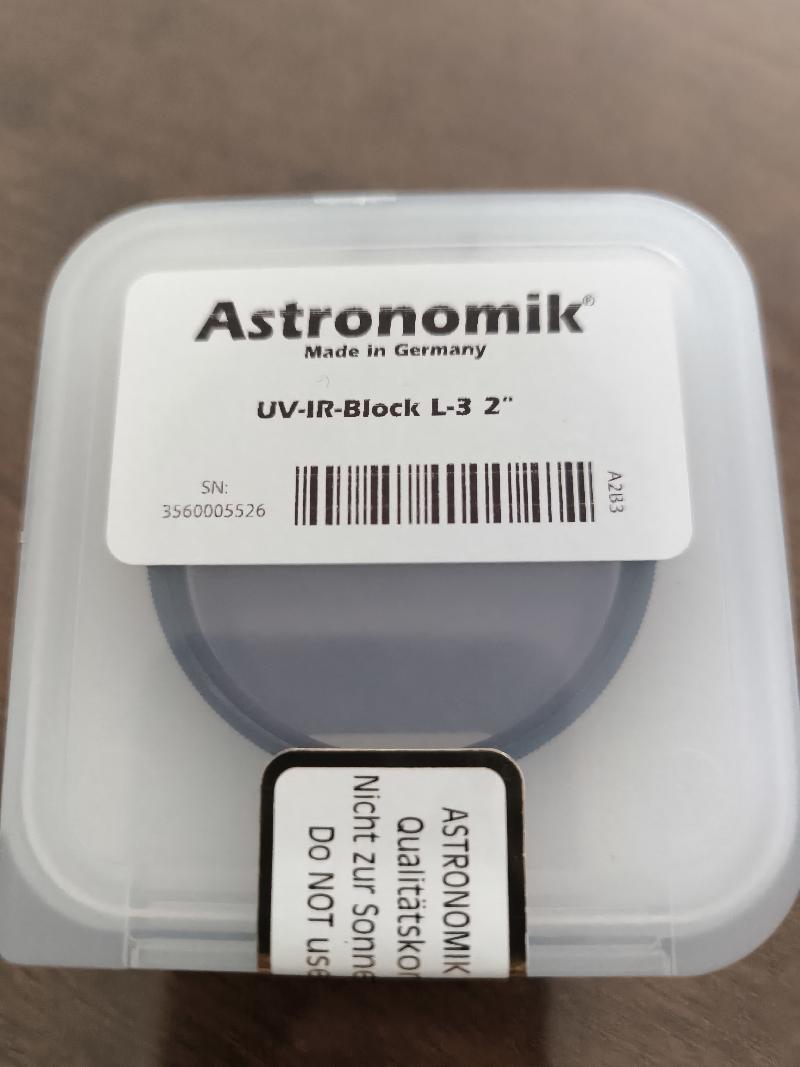 Astronomik®
Made in Germany
UV-IR-Block L-3 2"
SN:
3560005526
A2B3
ASTRONOMIK
Qualitätskon
Nicht zur Sonne
Do NOT use